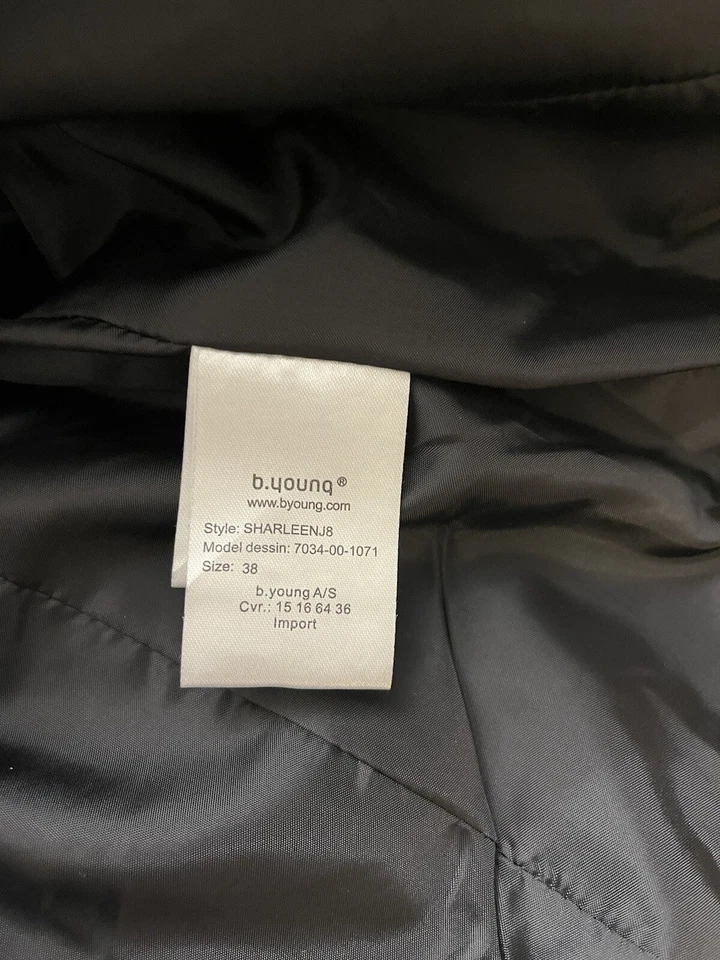 b.young®
www.byoung.com
Style: SHARLEENJ8
Model dessin: 7034-00-1071
Size: 38
b.young A/S
Cvr.: 15 16 64 36
Import